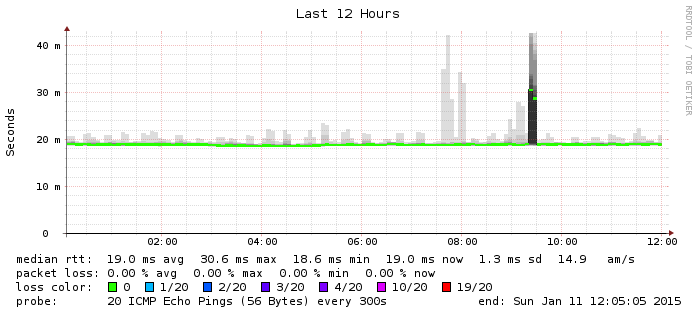 Last 12 Hours
RRDTOOL / TOBI OETIKER
Seconds
40 m
30 m
20 m
10 m
0
02:00 04:00 06:00 08:00 10:00 12:00
median rtt: 19.0 ms avg 30.6 ms max 18.6 ms min 19.0 ms now 1.3 ms sd 14.9 am/s
packet loss: 0.00 % avg 0.00 % max 0.00 % min 0.00 % now
loss color: 0 1/20 2/20 3/20 4/20 10/20 19/20
probe: 20 ICMP Echo Pings (56 Bytes) every 300s end: Sun Jan 11 12:05:05 2015